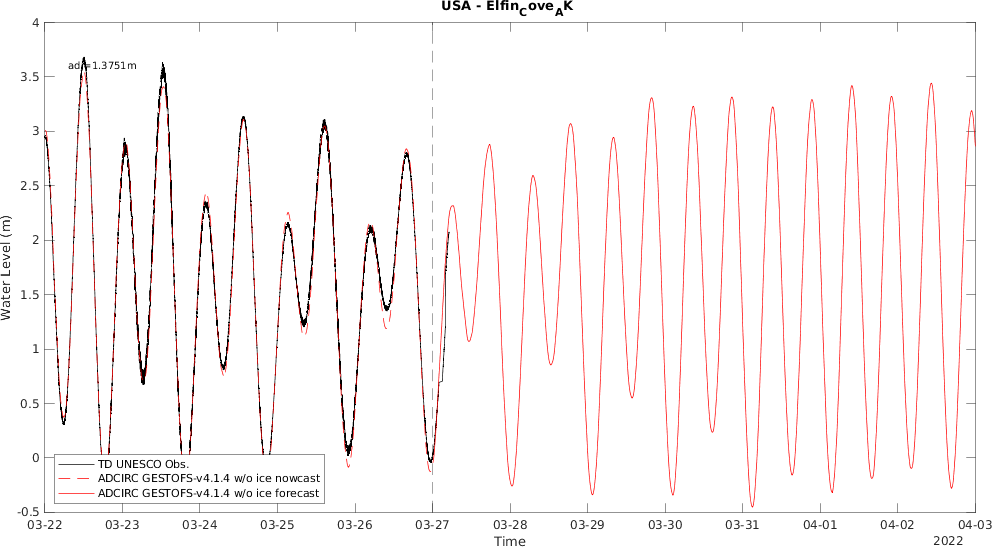 USA - ElfinCoveAK
4
3.5
3
2.5
2
1.5
1
0.5
0
-0.5
Water Level (m)
adj=1.3751m
TD UNESCO Obs.
ADCIRC GESTOFS-v4.1.4 w/o ice nowcast
ADCIRC GESTOFS-v4.1.4 w/o ice forecast
03-22 03-23 03-24 03-25 03-26 03-27 03-28 03-29 03-30 03-31 04-01 04-02 04-03
Time
2022